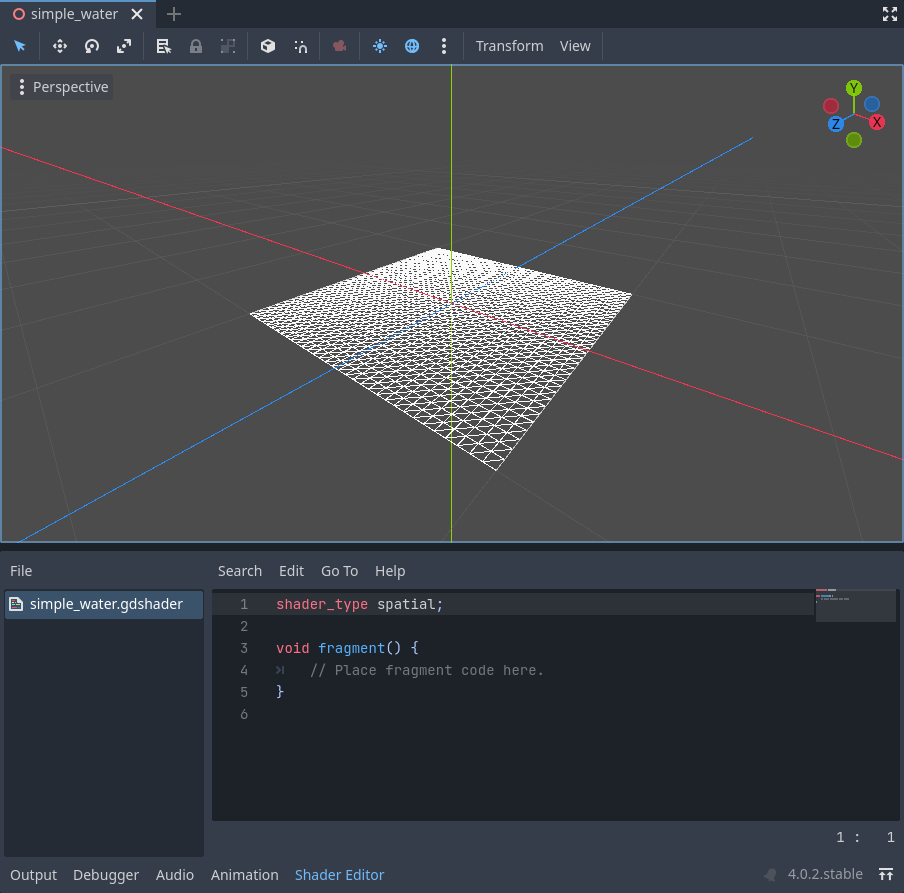 simple_water
Transform View
Perspective
Y
X
Z
File
Search Edit Go To Help
simple_water.gdshader
1 shader_type spatial;
2
3 void fragment() {
4 // Place fragment code here.
5 }
6
1 : 1
Output Debugger Audio Animation Shader Editor 4.0.2.stable